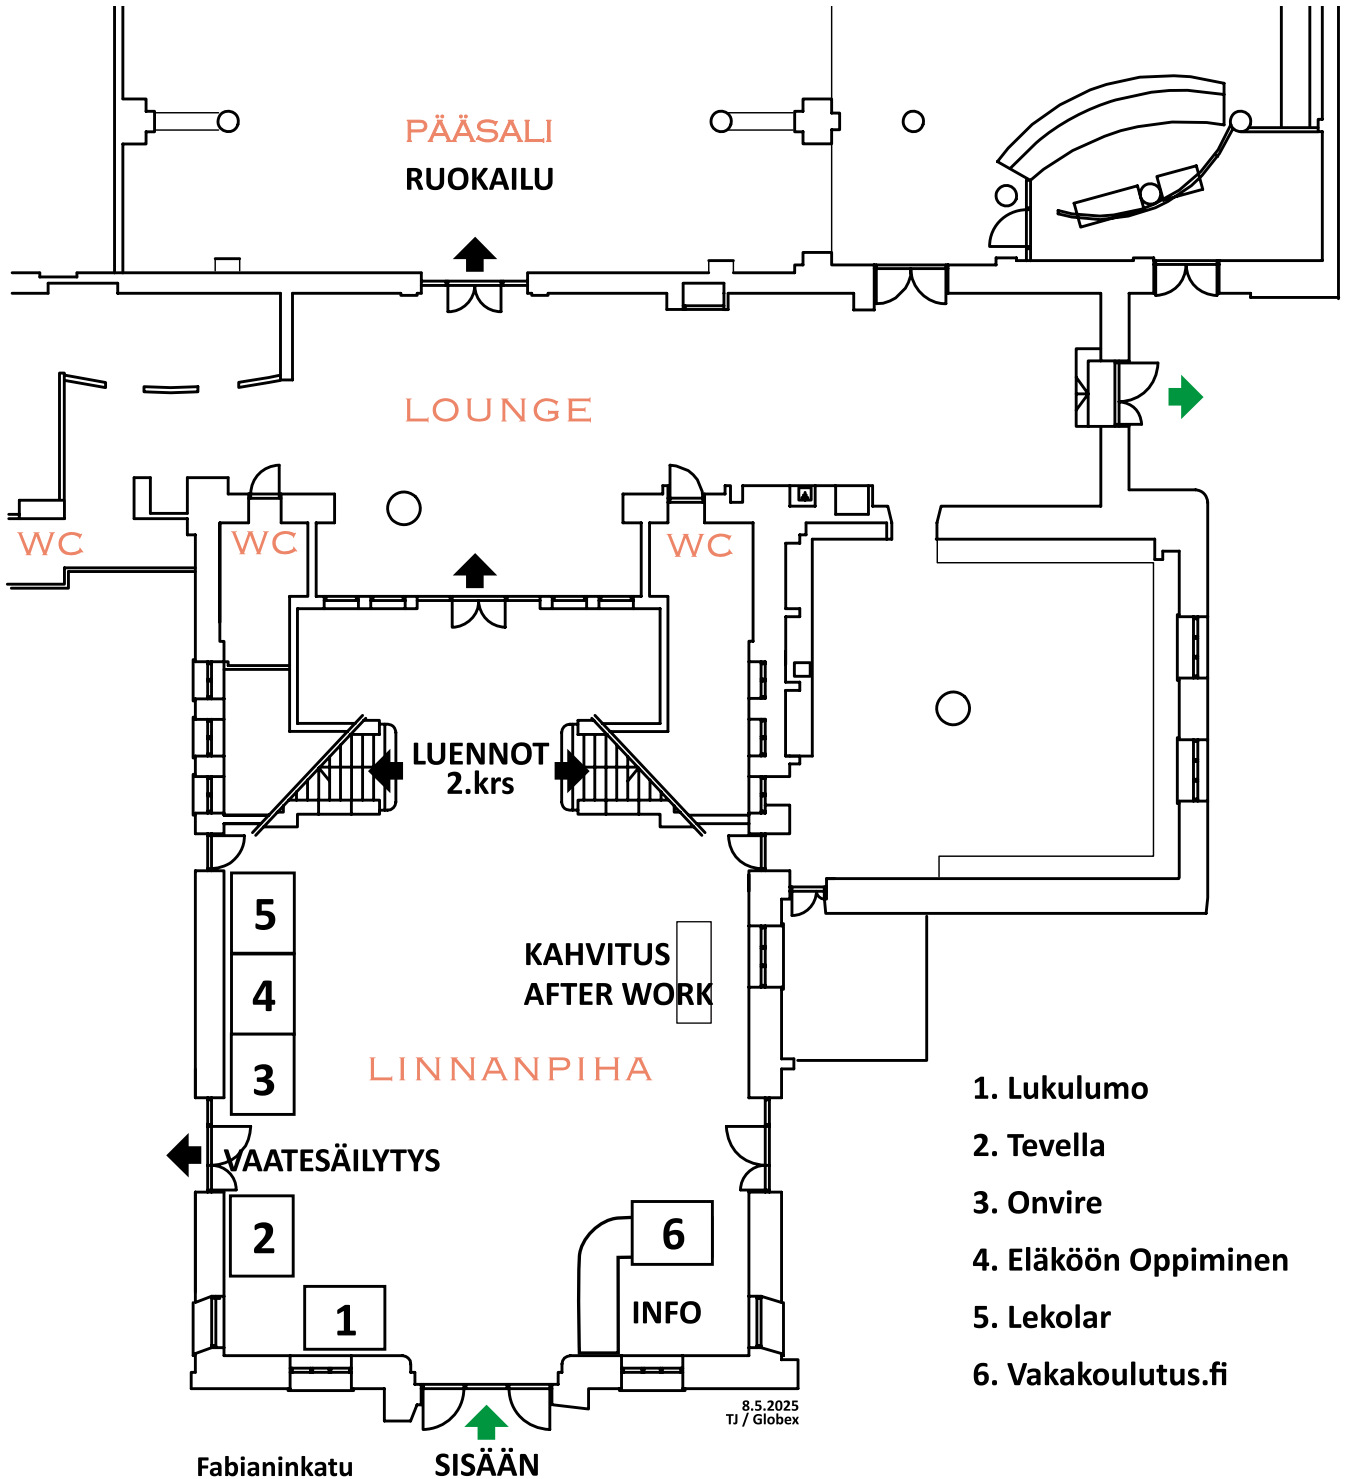 PÄÄSALI
RUOKAILU
LOUNGE
WC
WC
WC
LUENNOT
2.krs
5
4
3
KAHVITUS
AFTER WORK
LINNANPIHA
VAATESÄILYTYS
2
1
6
INFO
1. Lukulumo
2. Tevella
3. Onvire
4. Eläköön Oppiminen
5. Lekolar
6. Vakakoulutus.fi
8.5.2025
TJ / Globex
Fabianinkatu
SISÄÄN